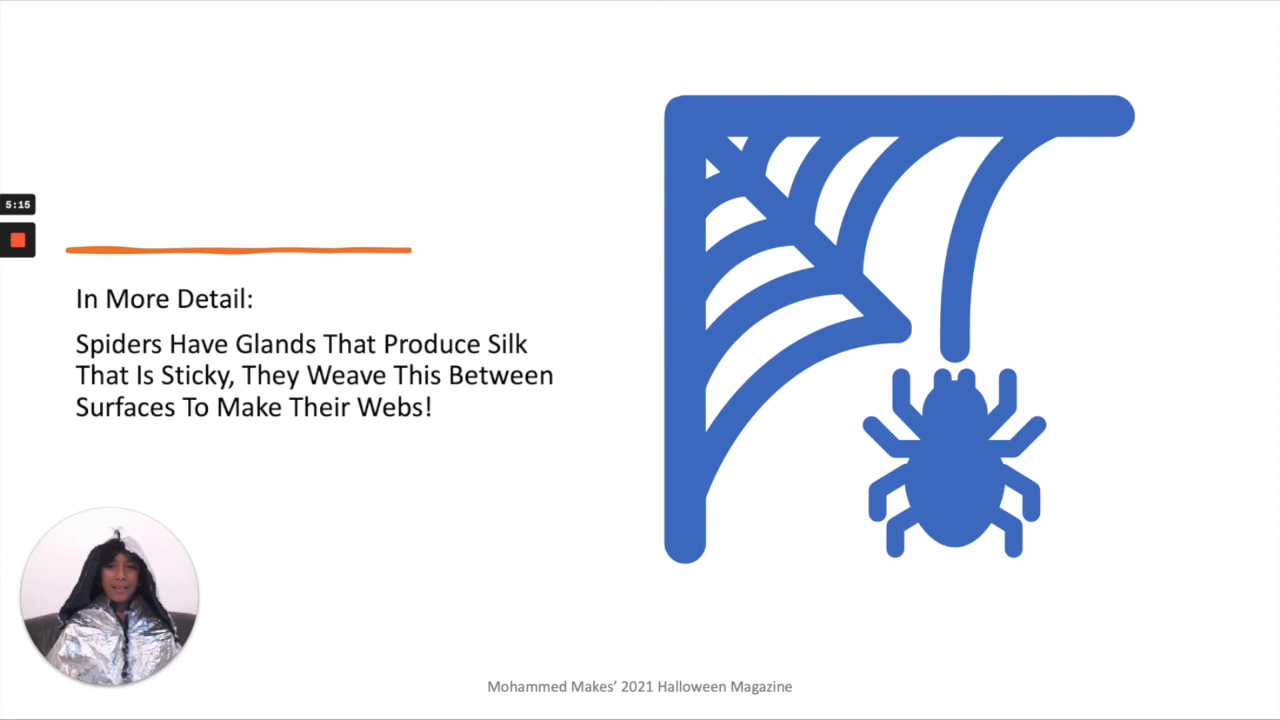 5:15
In More Detail:
Spiders Have Glands That Produce Silk
That Is Sticky, They Weave This Between
Surfaces To Make Their Webs!
Mohammed Makes’ 2021 Halloween Magazine